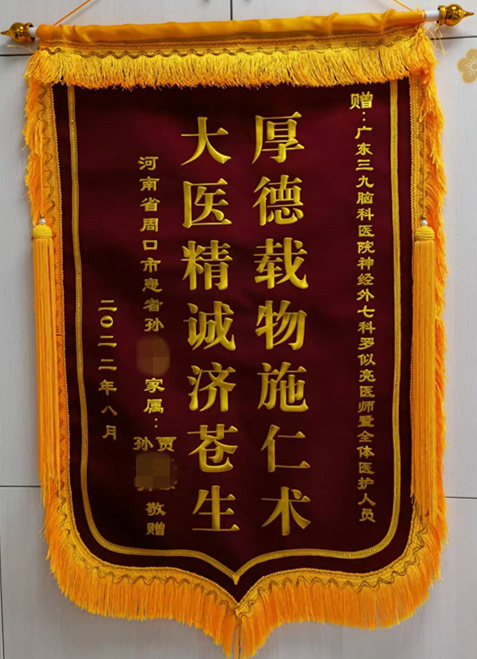 赠：广东三九脑科医院神经外七科罗似亮医师暨全体医护人员
厚德载物施仁术
大医精诚济苍生
河南省周口市患者孙
家属：
孙 贾
敬赠
二〇二二年八月